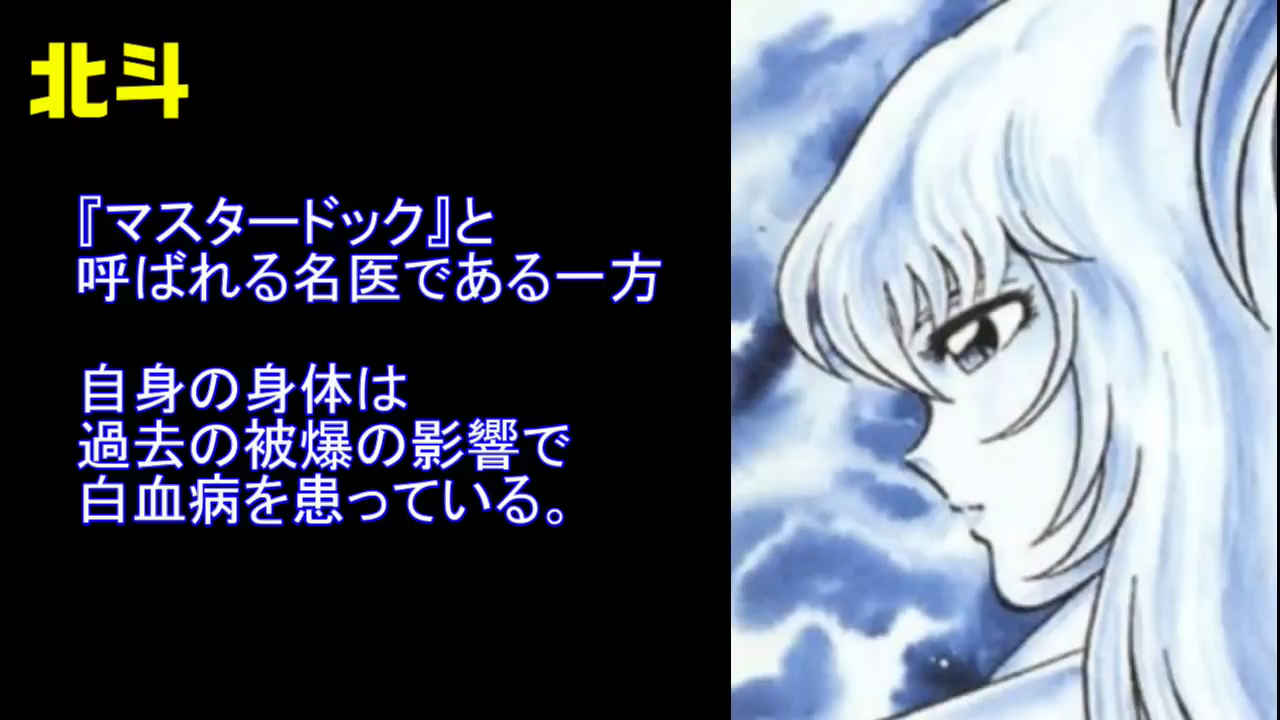 北斗
『マスタードック』と
呼ばれる名医である一方
自身の身体は
過去の被爆の影響で
白血病を患っている。